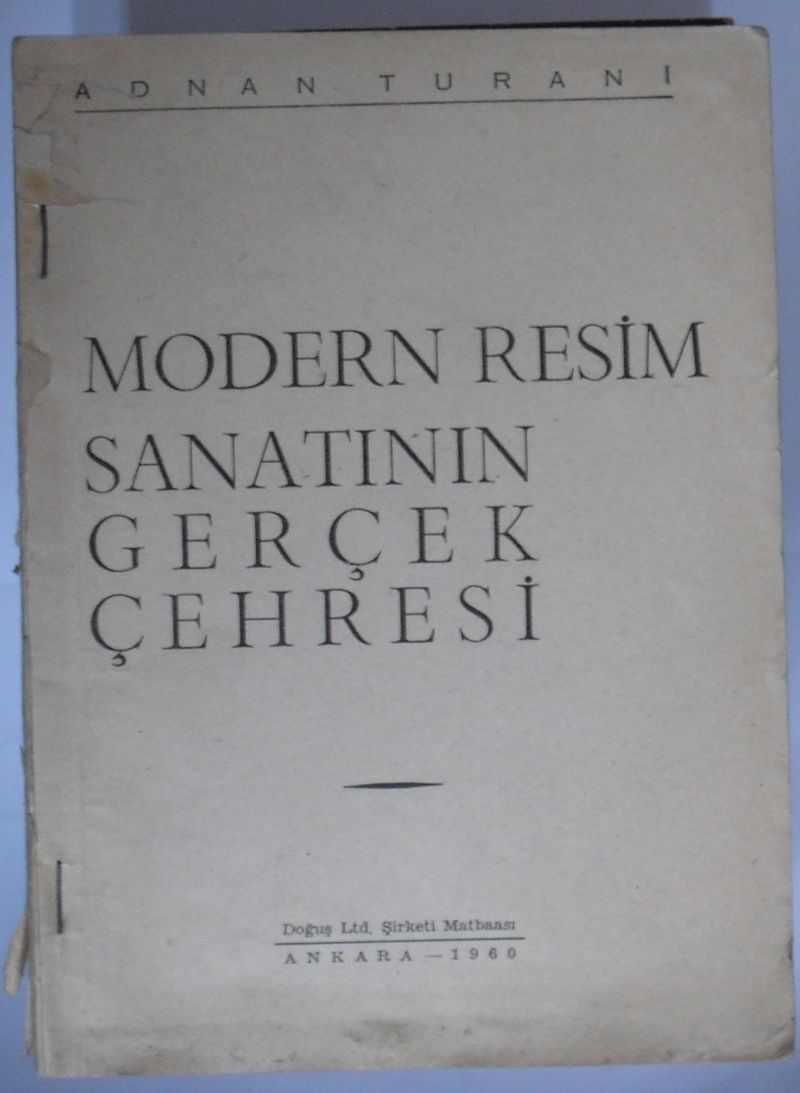 ADNAN TURANİ
MODERN RESİM
SANATININ
GERÇEK
ÇEHRESİ
Doğuş Ltd. Şirketi Matbaası
ANKARA — 1960